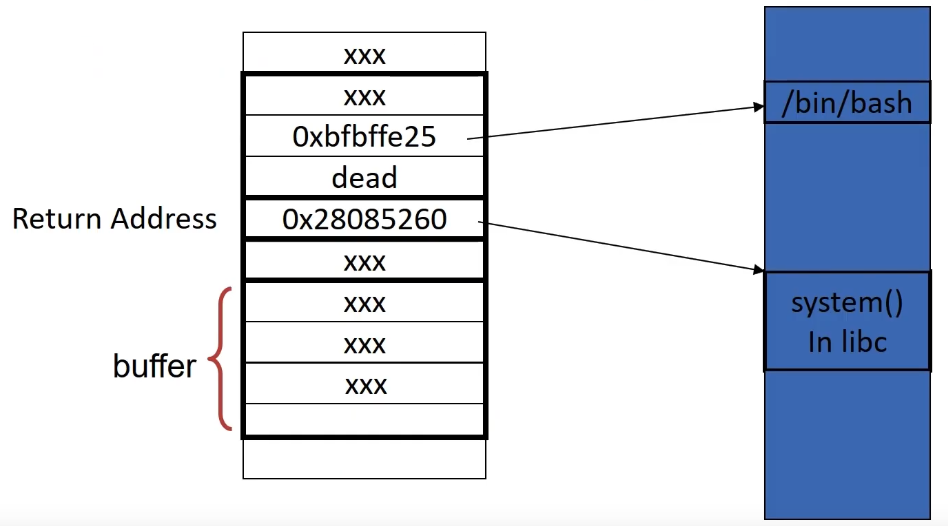 xxx
xxx
0xbfbffe25
dead
Return Address
0x28085260
xxx
xxx
xxx
xxx
buffer
/bin/bash
system()
In libc